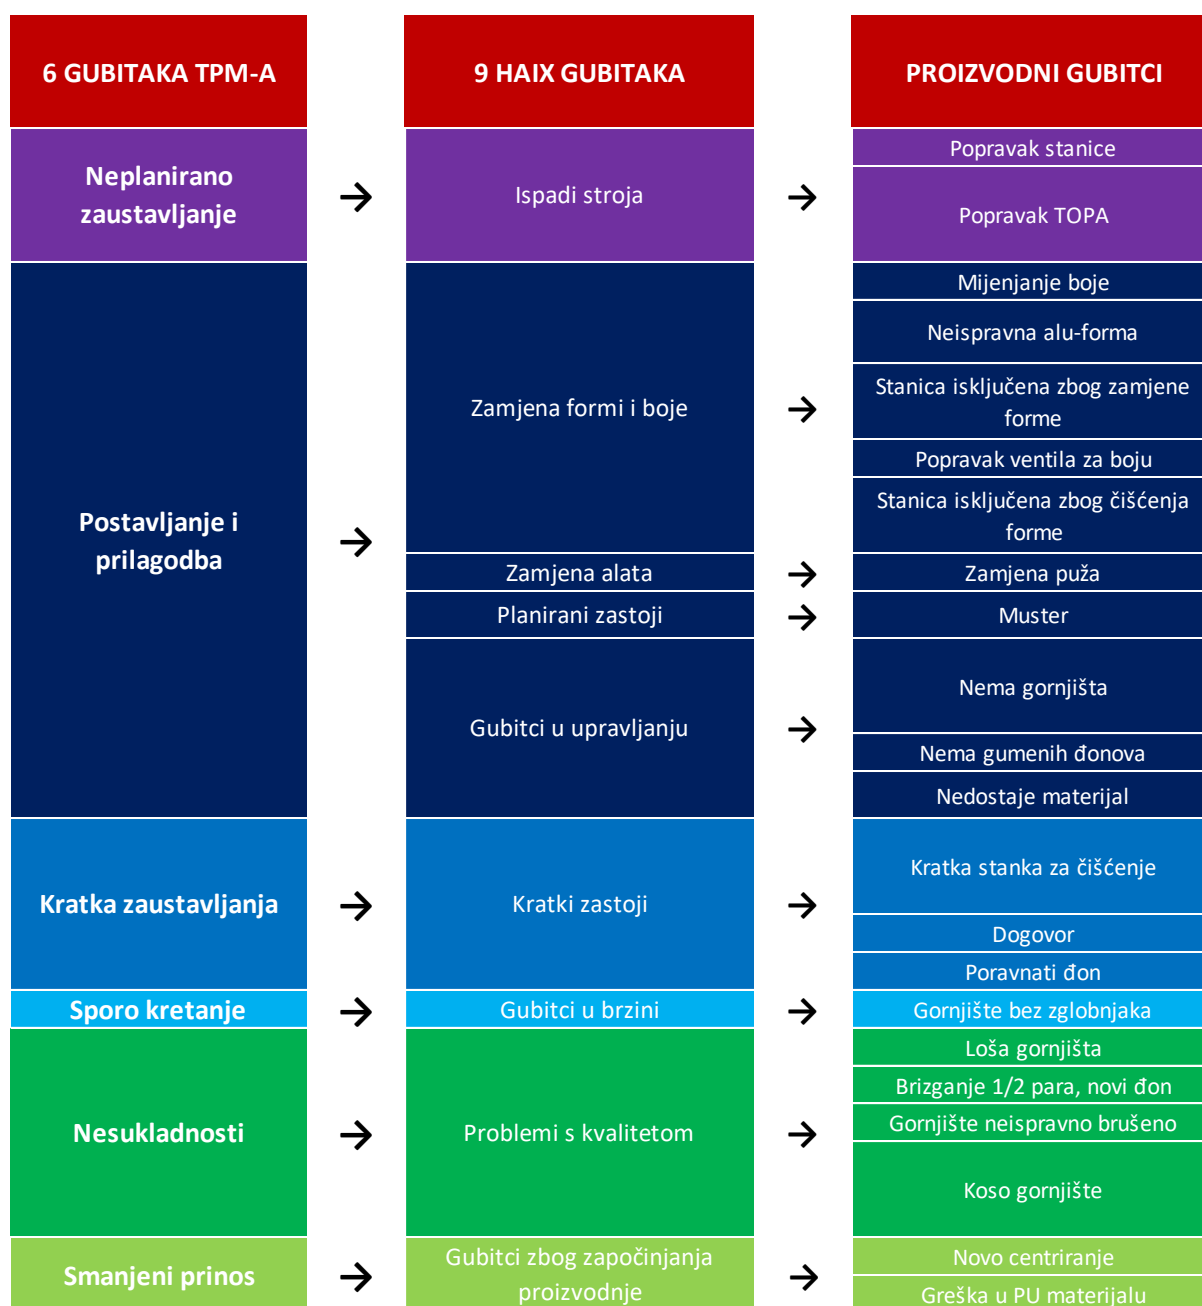 6 GUBITAKA TPM-A
9 HAIX GUBITAKA
PROIZVODNI GUBITCI
Neplanirano
zaustavljanje
→
Ispadi stroja
→
Popravak stanice
Popravak TOPA
Postavljanje i
prilagodba
→
Zamjena formi i boje
→
Mijenjanje boje
Neispravna alu-forma
Stanica isključena zbog zamjene
forme
Popravak ventila za boju
Stanica isključena zbog čišćenja
forme
Zamjena alata
→
Zamjena puža
Planirani zastoji
→
Muster
Gubitci u upravljanju
→
Nema gornjišta
Nema gumenih đonova
Nedostaje materijal
Kratka zaustavljanja
→
Kratki zastoji
→
Kratka stanka za čišćenje
Dogovor
Poravnati đon
Sporo kretanje
→
Gubitci u brzini
→
Gornjište bez zglobnjaka
Nesukladnosti
→
Problemi s kvalitetom
→
Loša gornjišta
Brizganje 1/2 para, novi đon
Gornjište neispravno brušeno
Koso gornjište
Smanjeni prinos
→
Gubitci zbog započinjanja
proizvodnje
→
Novo centriranje
Greška u PU materijalu